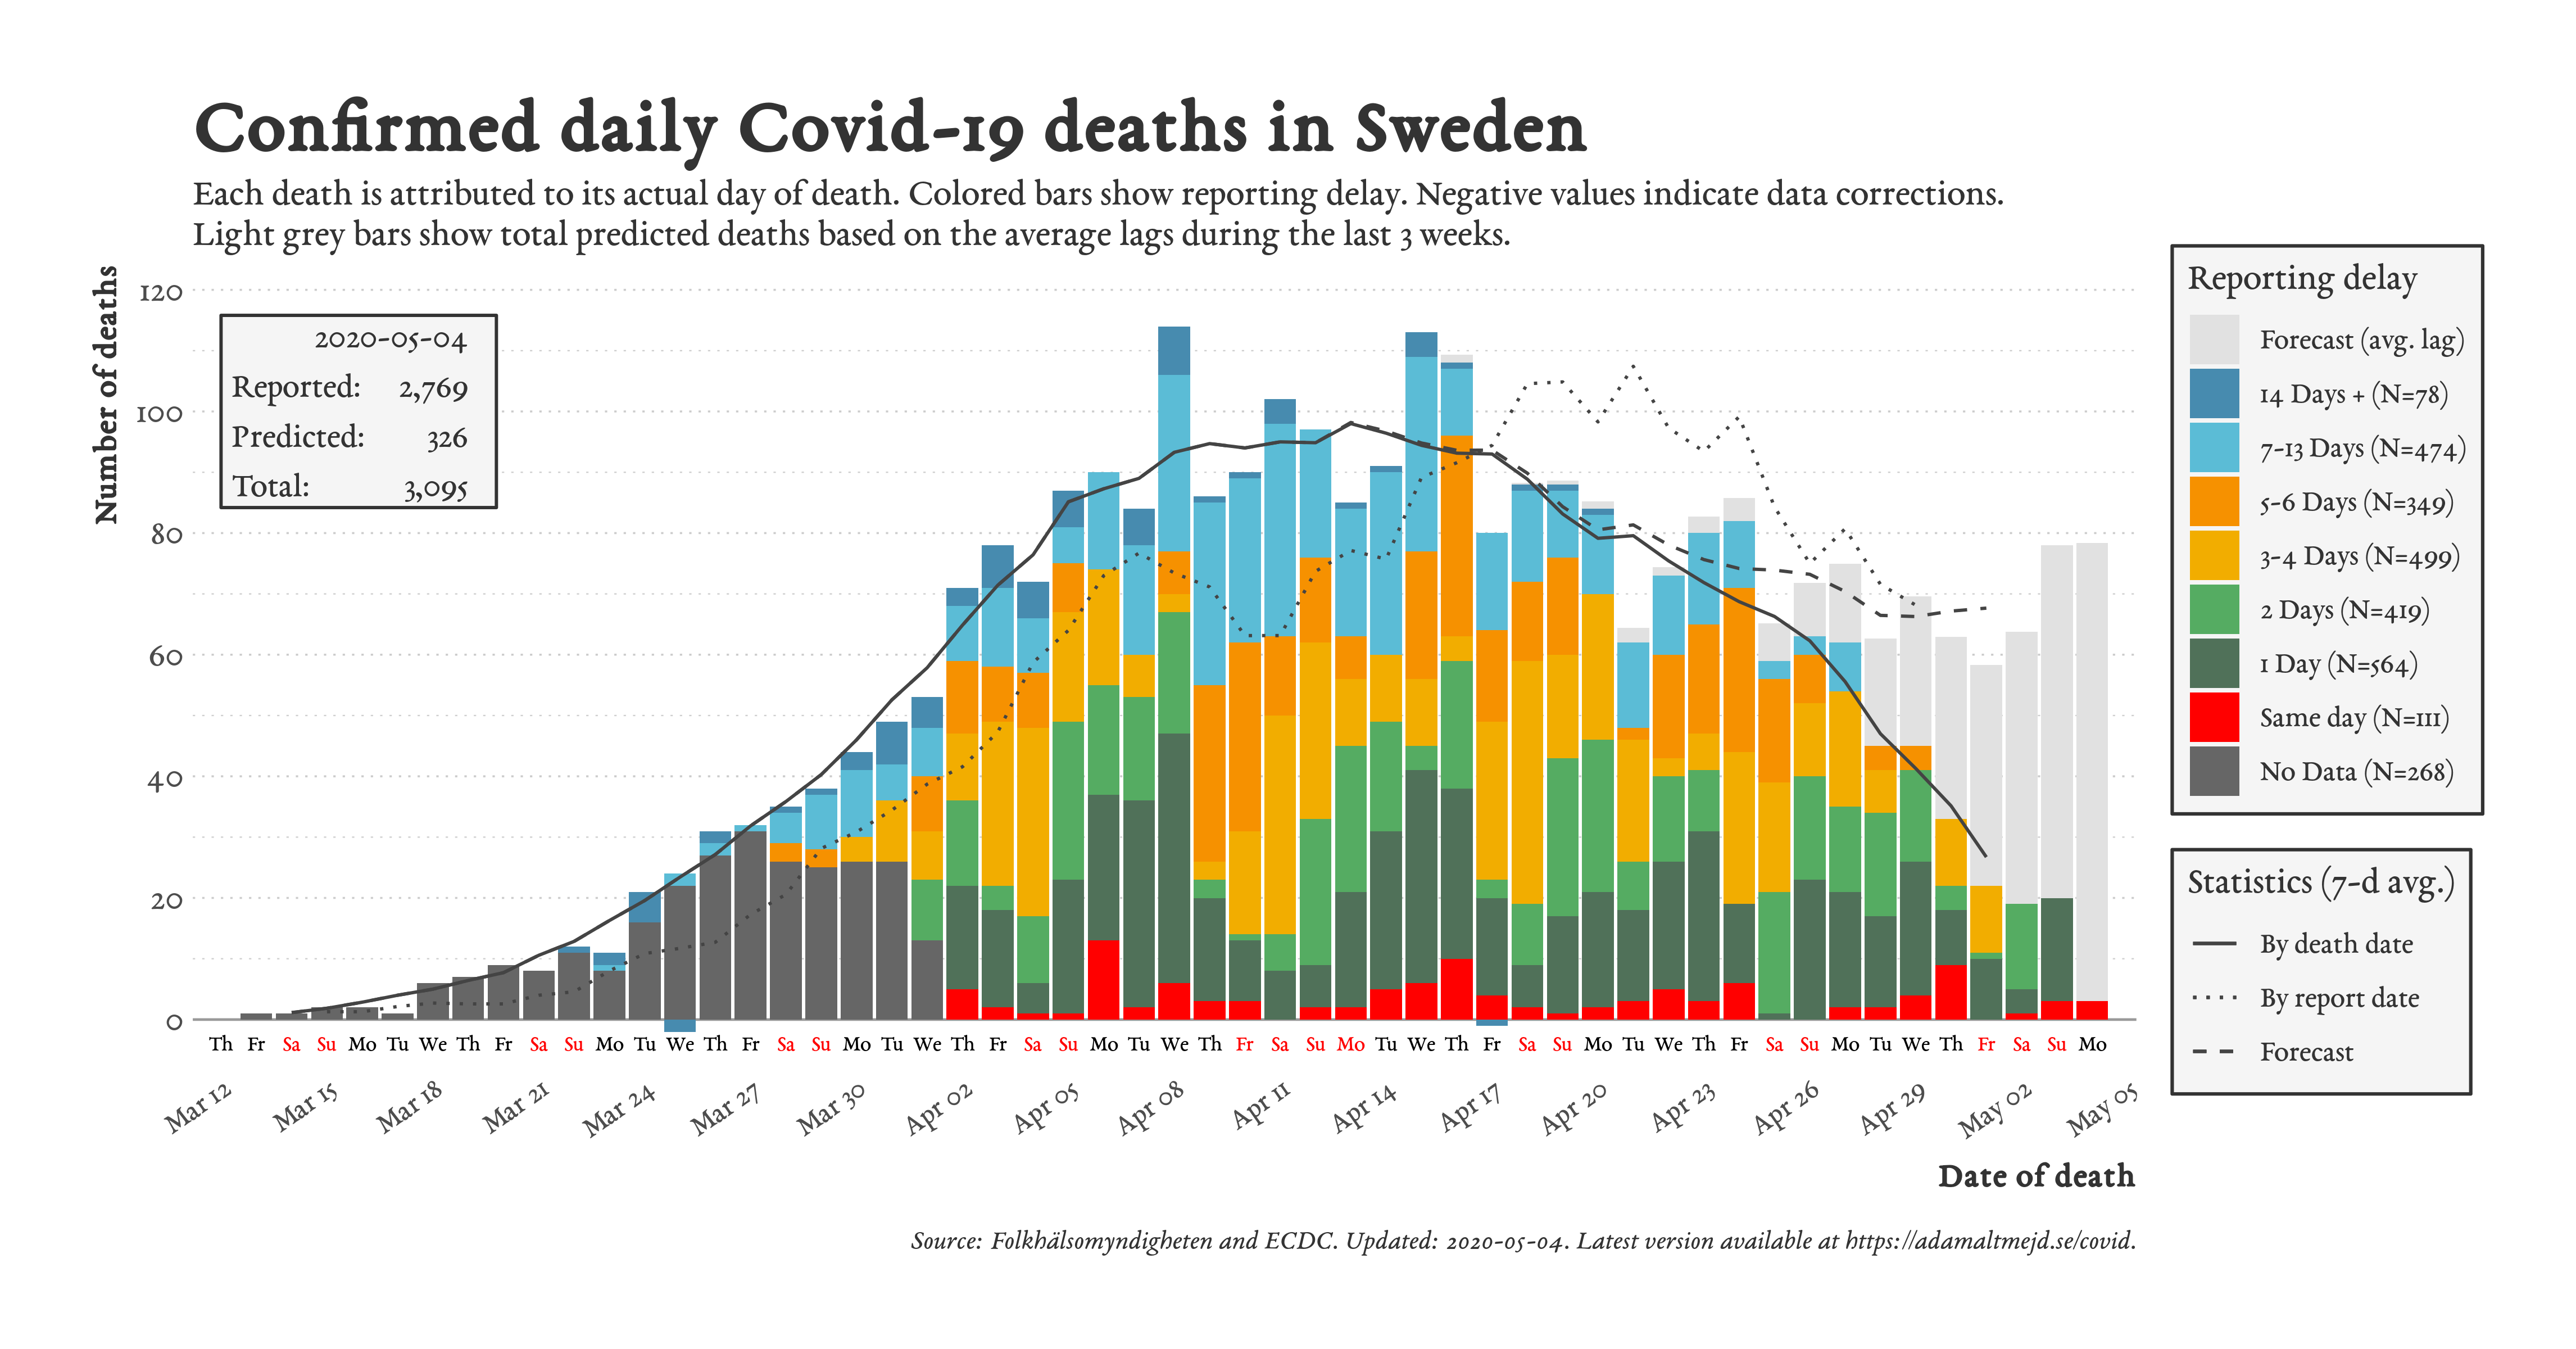 Confirmed daily Covid-19 deaths in Sweden
Each death is attributed to its actual day of death. Colored bars show reporting delay. Negative values indicate data corrections.
Light grey bars show total predicted deaths based on the average lags during the last 3 weeks.
Number of deaths
120
100
80
60
40
20
0
2020-05-04
Reported: 2,769
Predicted: 326
Total: 3,095
Th Fr Sa Su Mo Tu We Th Fr Sa Su Mo Tu We Th Fr Sa Su Mo Tu We Th Fr Sa Su Mo Tu We Th Fr Sa Su Mo Tu We Th Fr Sa Su Mo Tu We Th Fr Sa Su Mo Tu We Th Fr Sa Su Mo
Mar 12 Mar 15 Mar 18 Mar 21 Mar 24 Mar 27 Mar 30 Apr 02 Apr 05 Apr 08 Apr 11 Apr 14 Apr 17 Apr 20 Apr 23 Apr 26 Apr 29 May 02 May 05
Date of death
Source: Folkhälsomyndigheten and ECDC. Updated: 2020-05-04. Latest version available at https://adamaltmejd.se/covid.
Reporting delay
Forecast (avg. lag)
14 Days + (N=78)
7-13 Days (N=474)
5-6 Days (N=349)
3-4 Days (N=499)
2 Days (N=419)
1 Day (N=564)
Same day (N=111)
No Data (N=268)
Statistics (7-d avg.)
By death date
By report date
Forecast